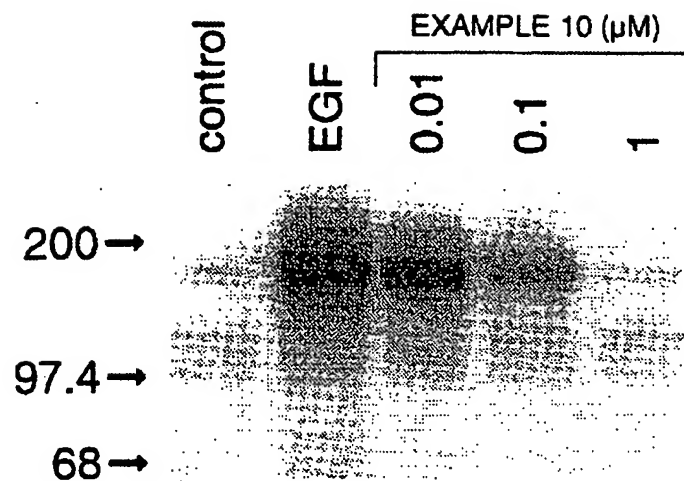 EXAMPLE 10 (µM)
control
EGF
0.01
0.1
1
200→
97.4→
68→